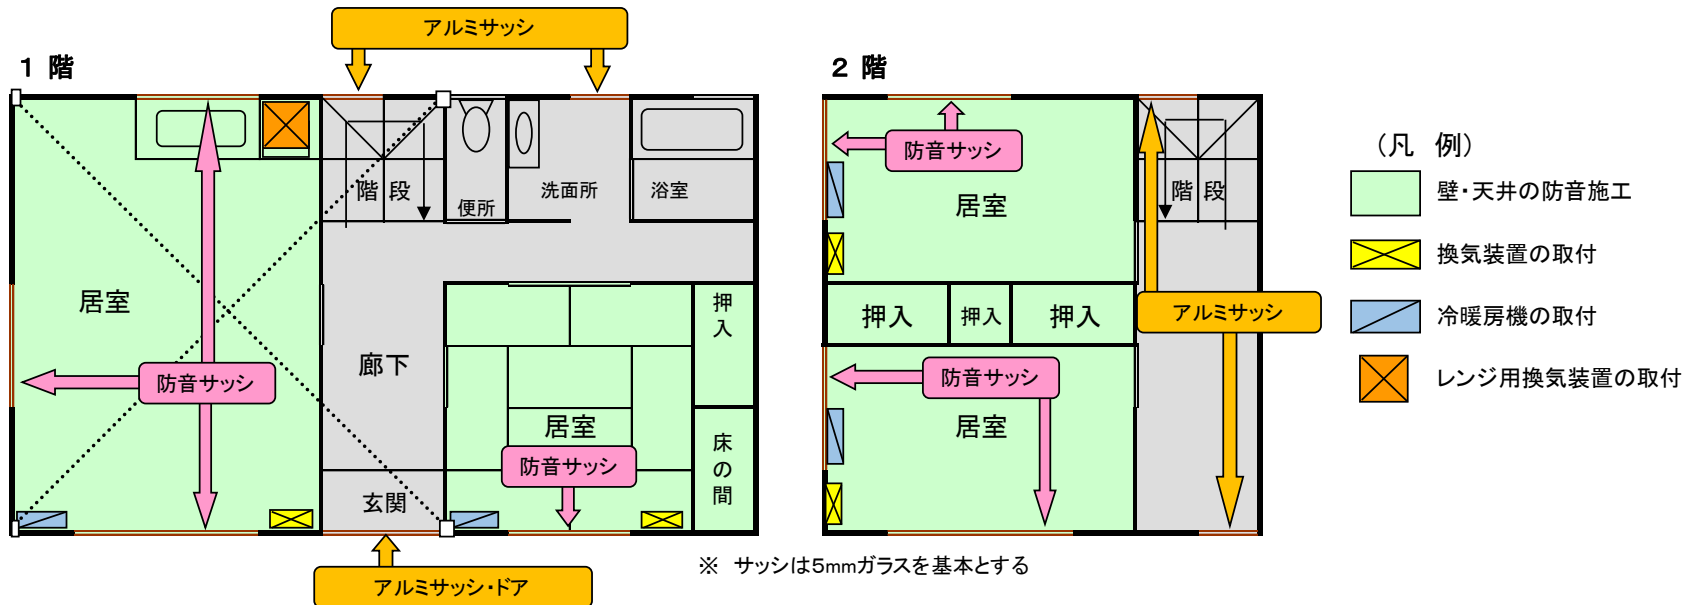 アルミサッシ
1 階
階 段
便所
洗面所
浴室
居室
押入
廊下
防音サッシ
居室
防音サッシ
床の間
玄関
アルミサッシ・ドア
2 階
防音サッシ
居室
階 段
押入
押入
押入
アルミサッシ
防音サッシ
居室
※ サッシは5mmガラスを基本とする
(凡 例)
壁・天井の防音施工
換気装置の取付
冷暖房機の取付
レンジ用換気装置の取付